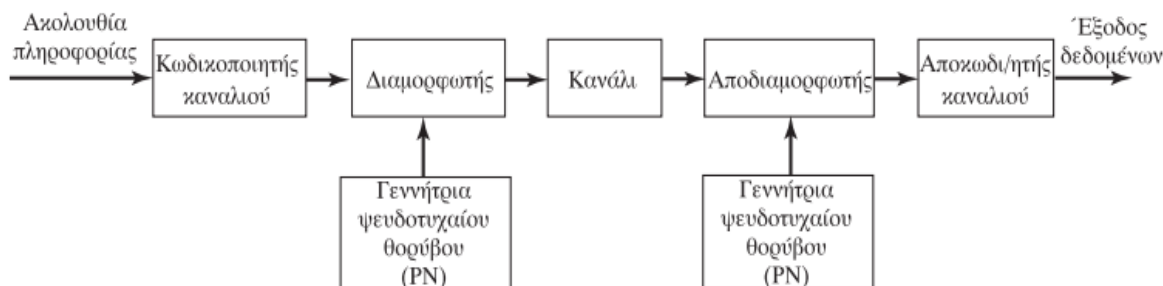 Ακολουθία
πληροφορίας
Κωδικοποιητής
καναλιού
Διαμορφωτής
Κανάλι
Αποδιαμορφωτής
Αποκωδι/ητής
καναλιού
Έξοδος
δεδομένων
Γεννήτρια
ψευδοτυχαίου
θορύβου
(PN)
Γεννήτρια
ψευδοτυχαίου
θορύβου
(PN)